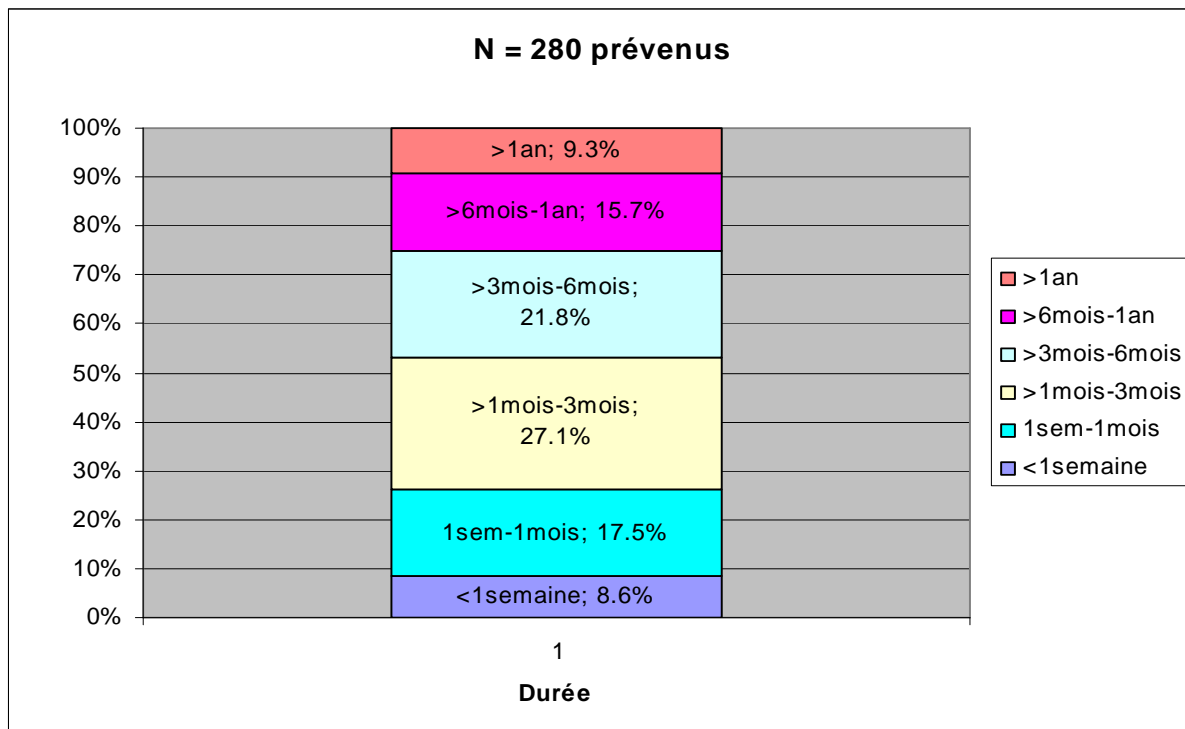 N = 280 prévenus
100%
90%
80%
70%
60%
50%
40%
30%
20%
10%
0%
>1an; 9.3%
>6mois-1an; 15.7%
>3mois-6mois;
21.8%
>1mois-3mois;
27.1%
1sem-1mois; 17.5%
<1semaine; 8.6%
1
Durée
>1an
>6mois-1an
>3mois-6mois
>1mois-3mois
1sem-1mois
<1semaine